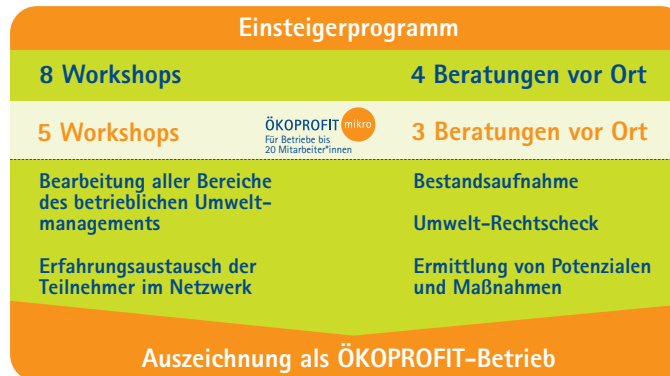 Einsteigerprogramm
8 Workshops
4 Beratungen vor Ort
5 Workshops
ÖKOPROFIT mikro
Für Betriebe bis
20 Mitarbeiter*innen
3 Beratungen vor Ort
Bearbeitung aller Bereiche
des betrieblichen Umwelt-
managements
Erfahrungsaustausch der
Teilnehmer im Netzwerk
Bestandsaufnahme
Umwelt-Rechtscheck
Ermittlung von Potenzialen
und Maßnahmen
Auszeichnung als ÖKOPROFIT-Betrieb